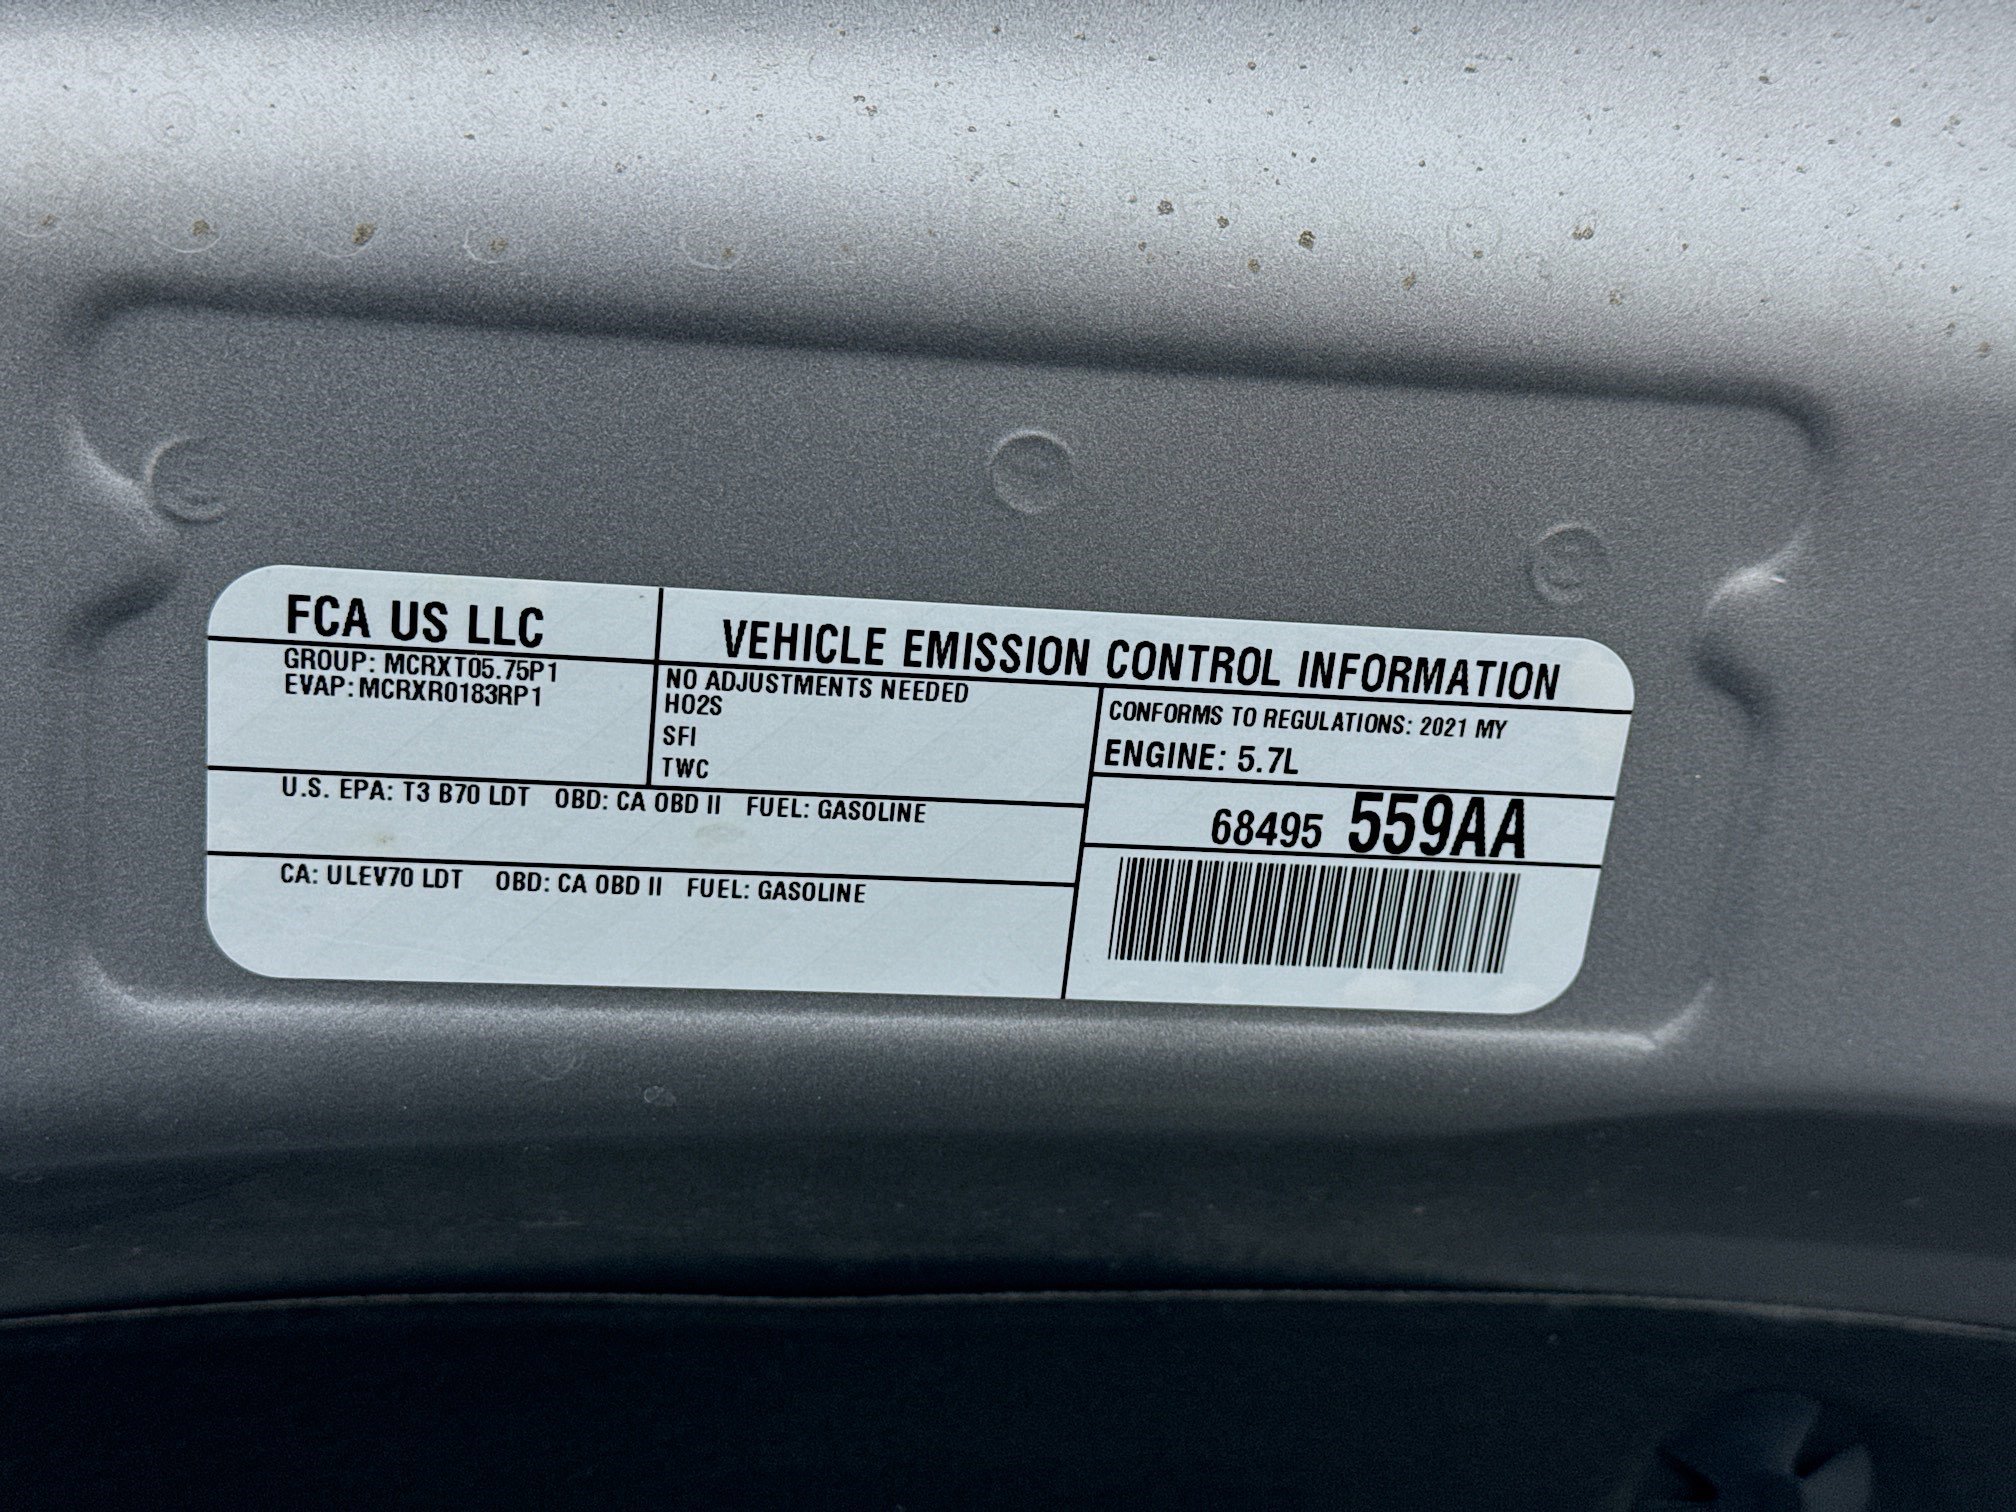 FCA US LLC
VEHICLE EMISSION CONTROL INFORMATION
GROUP: MCRXT05.75P1
EVAP: MCRXR0183RP1
NO ADJUSTMENTS NEEDED
HO2S
SFI
TWC
CONFORMS TO REGULATIONS: 2021 MY
ENGINE: 5.7L
U.S. EPA: T3 B70 LDT OBD: CA OBD II FUEL: GASOLINE
68495 559AA
CA: ULEV70 LDT OBD: CA OBD II FUEL: GASOLINE